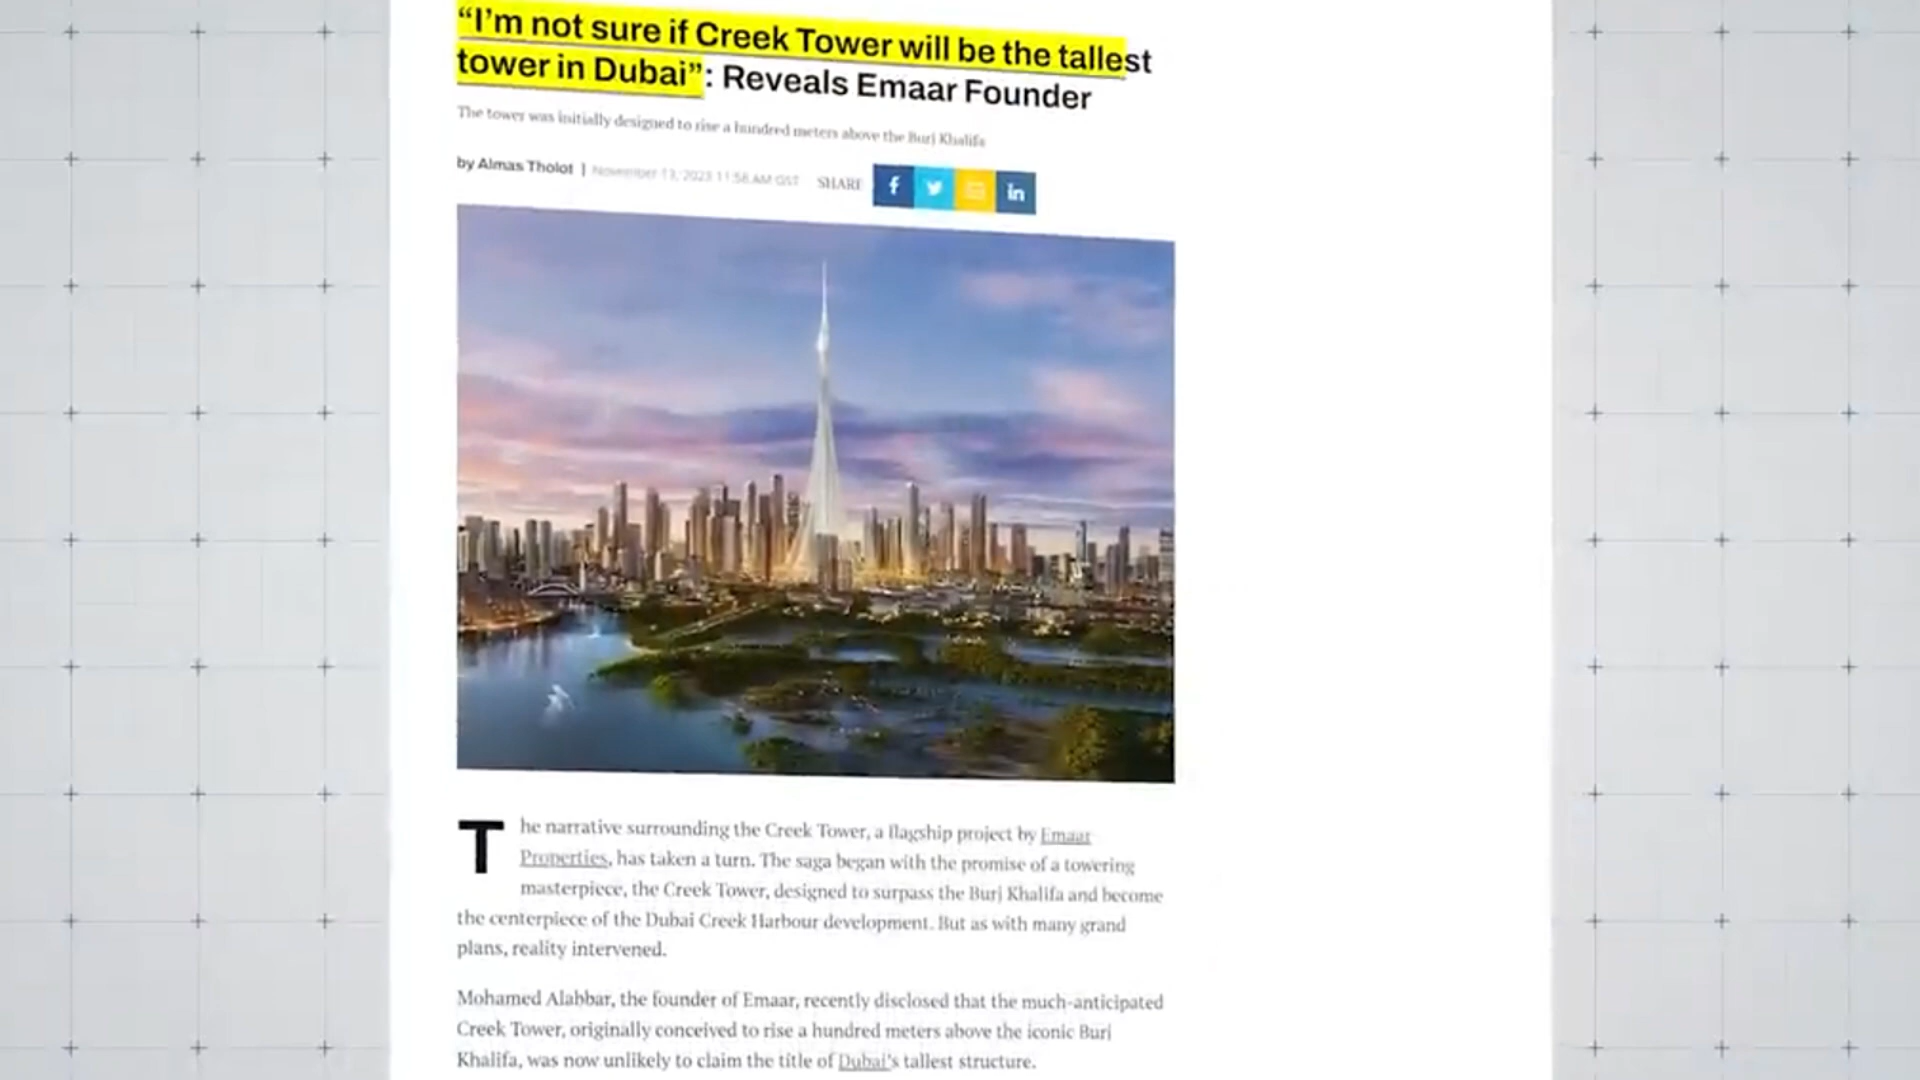 “I’m not sure if Creek Tower will be the tallest
tower in Dubai”: Reveals Emaar Founder
The tower was initially designed to rise a hundred meters above the Burj Khalifa
by Almas Tholot | November 13, 2023 11:58 AM GST SHARE
The narrative surrounding the Creek Tower, a flagship project by Emaar
Properties, has taken a turn. The saga began with the promise of a towering
masterpiece, the Creek Tower, designed to surpass the Burj Khalifa and become
the centerpiece of the Dubai Creek Harbour development. But as with many grand
plans, reality intervened.
Mohamed Alabbar, the founder of Emaar, recently disclosed that the much-anticipated
Creek Tower, originally conceived to rise a hundred meters above the iconic Burj
Khalifa, was now unlikely to claim the title of Dubai's tallest structure.